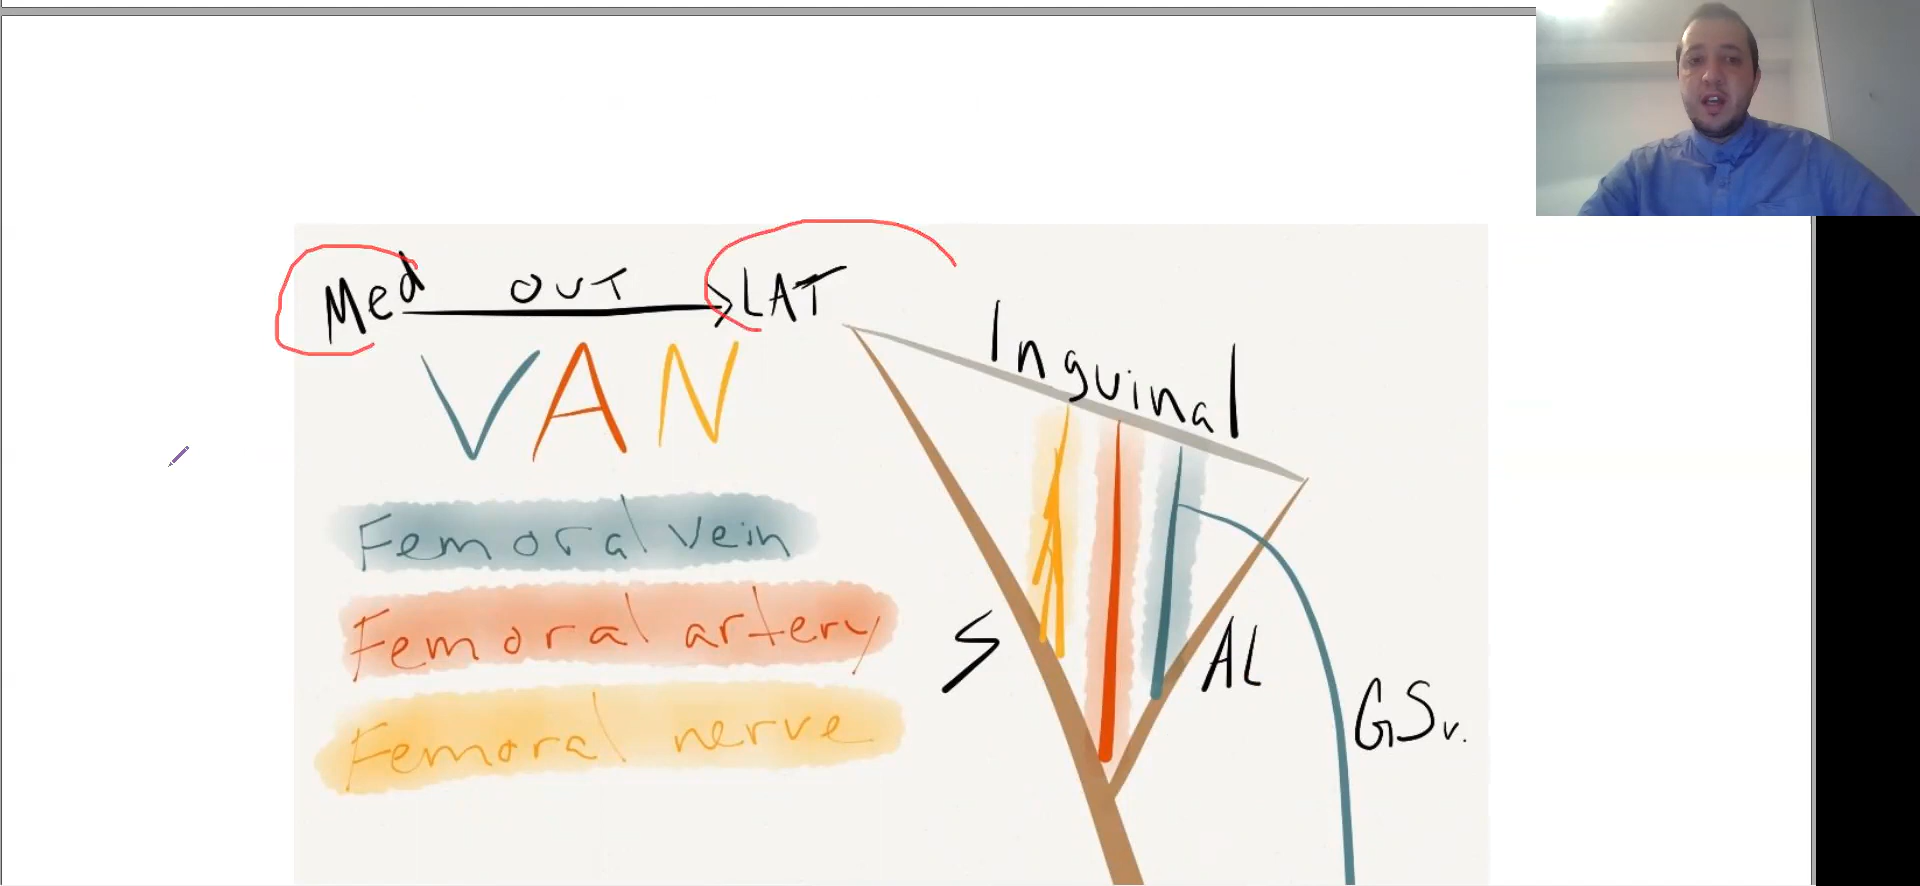 Med OUT LAT
VAN
Femoral vein
Femoral artery
Femoral nerve
Inguinal
S
AL
GSv.